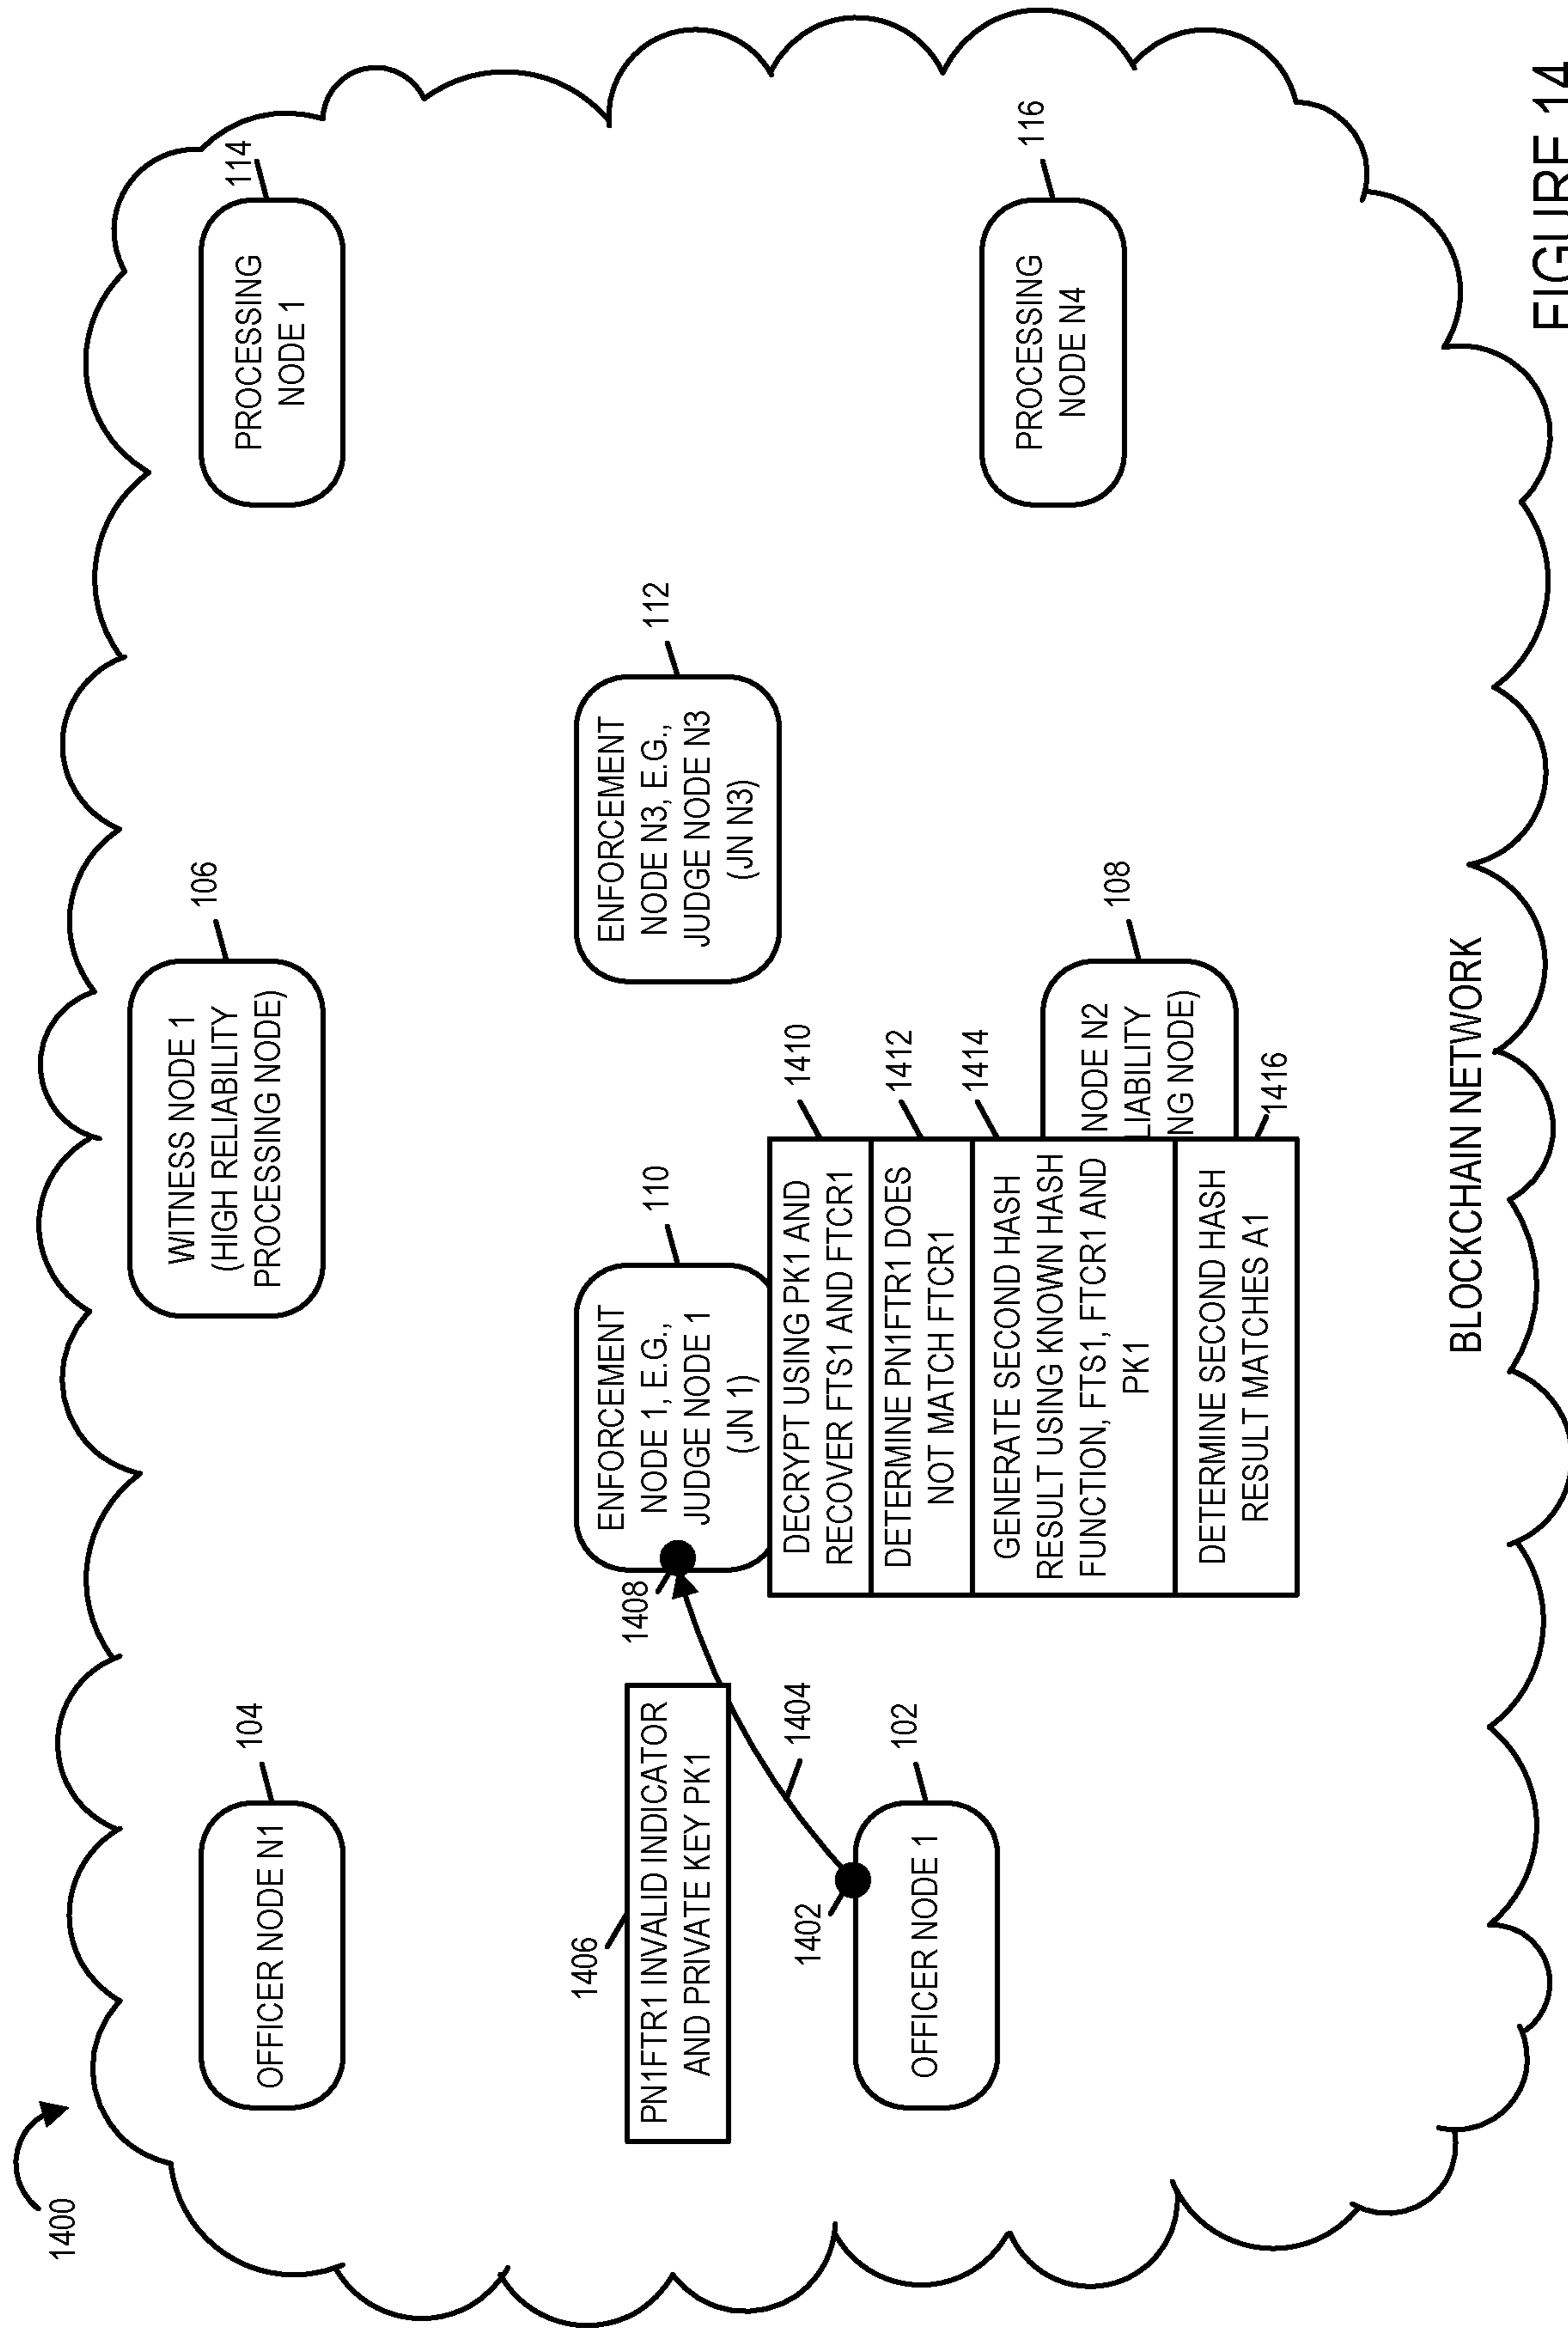 1400
OFFICER NODE N1
104
WITNESS NODE 1
(HIGH RELIABILITY
PROCESSING NODE)
106
PROCESSING
NODE 1
114
1406
PN1FTR1 INVALID INDICATOR
AND PRIVATE KEY PK1
1408
ENFORCEMENT
NODE 1, E.G.,
JUDGE NODE 1
(JN 1)
110
ENFORCEMENT
NODE N3, E.G.,
JUDGE NODE N3
(JN N3)
112
1402
1404
OFFICER NODE 1
102
DECRYPT USING PK1 AND
RECOVER FTS1 AND FTCR1
1410
DETERMINE PN1FTR1 DOES
NOT MATCH FTCR1
1412
GENERATE SECOND HASH
RESULT USING KNOWN HASH
FUNCTION, FTS1, FTCR1 AND
PK1
1414
DETERMINE SECOND HASH
RESULT MATCHES A1
1416
NODE N2
LIABILITY
NG NODE)
108
PROCESSING
NODE N4
116
BLOCKCHAIN NETWORK
FIGURE 14